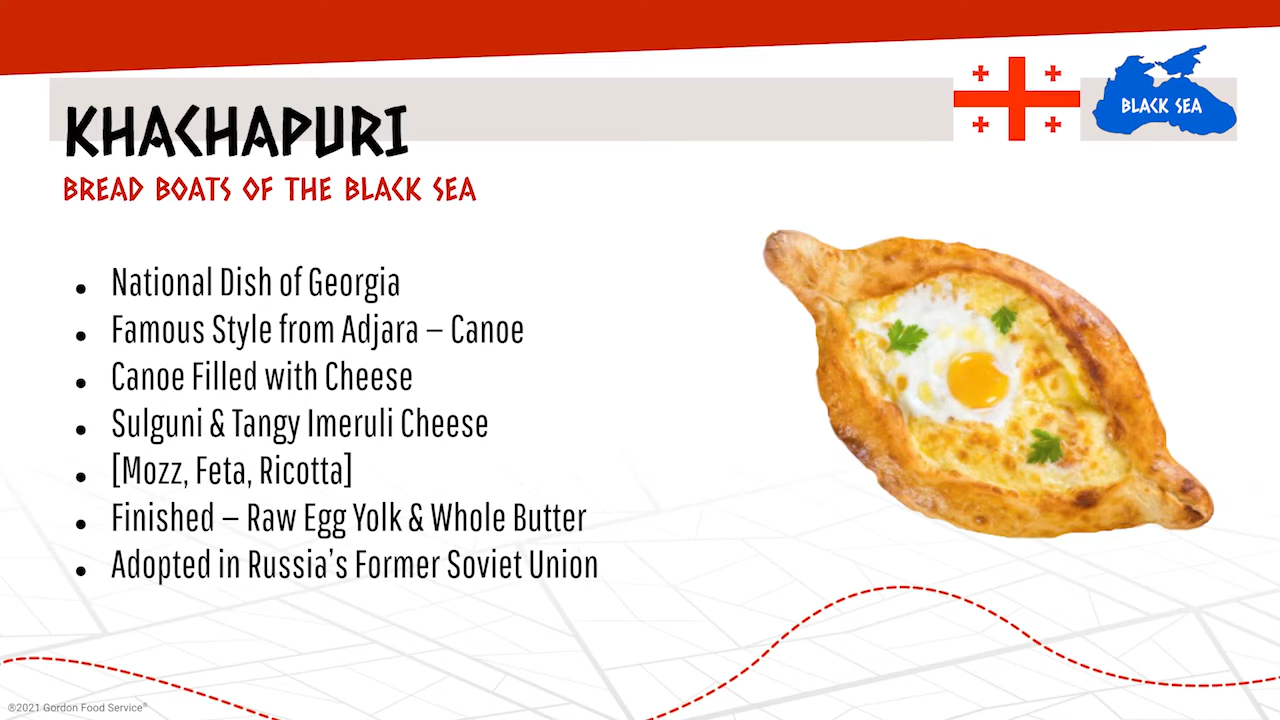 KHACHAPURI
BLACK SEA
BREAD BOATS OF THE BLACK SEA
• National Dish of Georgia
• Famous Style from Adjara – Canoe
• Canoe Filled with Cheese
• Sulguni & Tangy Imeruli Cheese
• [Mozz, Feta, Ricotta]
• Finished – Raw Egg Yolk & Whole Butter
• Adopted in Russia's Former Soviet Union
®2021 Gordon Food Service®